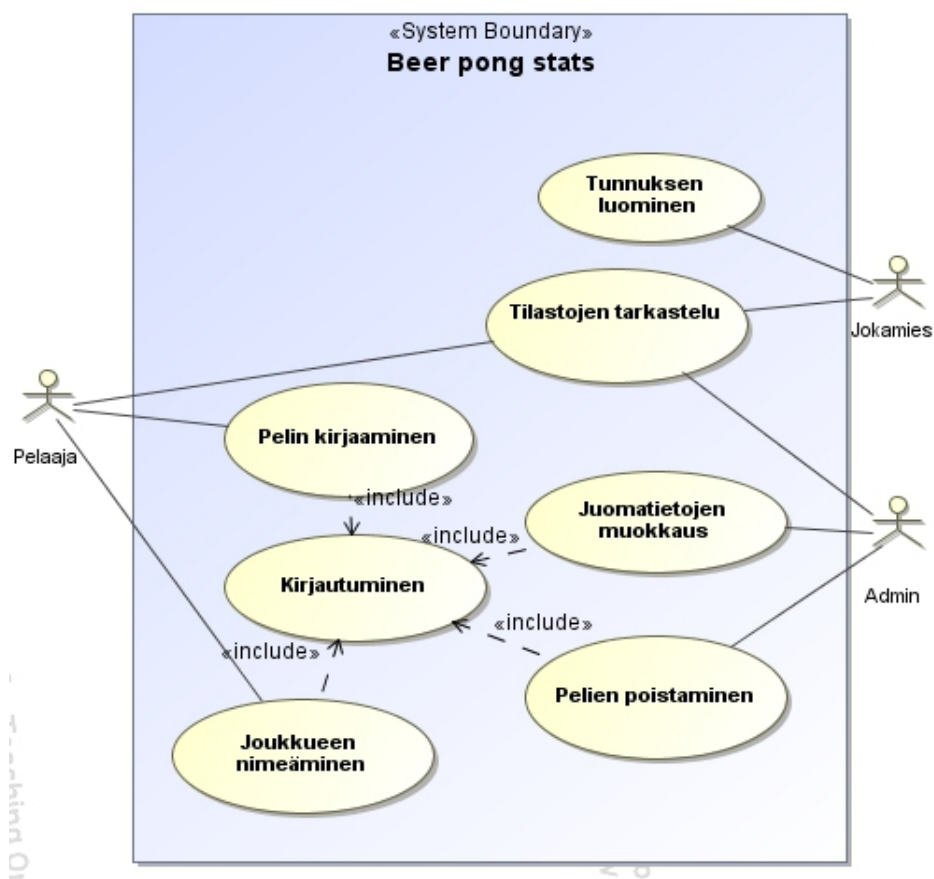 «System Boundary»
Beer pong stats
Tunnuksen
luominen
Tilastojen tarkastelu
Jokamies
Pelaaja
Pelin kirjaaminen
«include»
Juomatietojen
muokkaus
«include»
Kirjautuminen
Admin
«include»
«include»
Pelien poistaminen
Joukkueen
nimeäminen